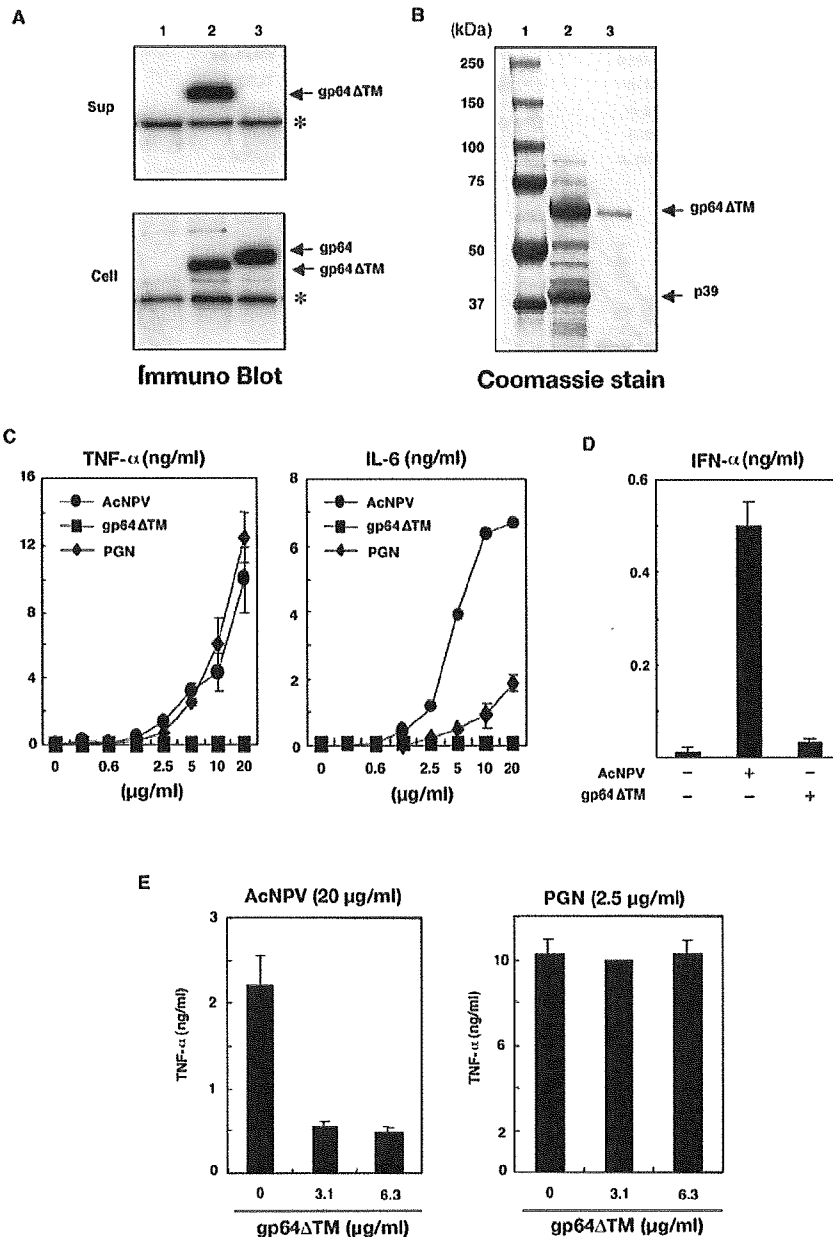 A
1 2 3
Sup
gp64ΔTM
*
Cell
gp64
gp64ΔTM
*
Immuno Blot
B
(kDa) 1 2 3
250
150
100
75
50
37
gp64ΔTM
p39
Coomassie stain
C
TNF-α (ng/ml)
16
12
8
4
0
AcNPV
gp64ΔTM
PGN
0 0.6 2.5 5 10 20
(µg/ml)
IL-6 (ng/ml)
8
6
4
2
0
AcNPV
gp64ΔTM
PGN
0 0.6 2.5 5 10 20
(µg/ml)
D
IFN-α (ng/ml)
0.6
0.4
0.2
AcNPV − + −
gp64ΔTM − − +
E
AcNPV (20 µg/ml)
TNF-α (ng/ml)
3
2
1
0
0 3.1 6.3
gp64ΔTM (µg/ml)
PGN (2.5 µg/ml)
TNF-α (ng/ml)
10
6
2
0
0 3.1 6.3
gp64ΔTM (µg/ml)